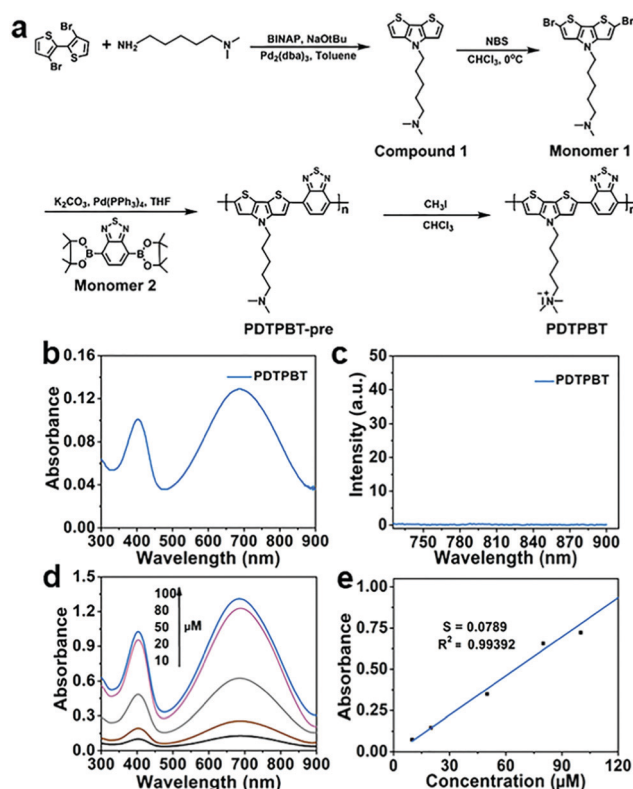 a
Br
S
S
Br
+
NH2
N
BINAP, NaOtBu
Pd2(dba)3, Toluene
S
S
N
N
Compound 1
NBS
CHCl3, 0°C
Br
S
S
Br
N
N
Monomer 1
K2CO3, Pd(PPh3)4, THF
S
N
N
O
B
O
O
B
O
Monomer 2
S
S
N
N
S
N
n
N
PDTPBT-pre
CH3I
CHCl3
S
S
N
N
S
N
n
I
−
+
N
PDTPBT
b
Absorbance
0.16
0.12
0.08
0.04
0.00
PDTPBT
300 400 500 600 700 800 900
Wavelength (nm)
c
Intensity (a.u.)
50
40
30
20
10
0
PDTPBT
750 780 810 840 870 900
Wavelength (nm)
d
Absorbance
1.5
1.2
0.9
0.6
0.3
0.0
100
80
50
20
10
µM
300 400 500 600 700 800 900
Wavelength (nm)
e
Absorbance
1.00
0.75
0.50
0.25
0.00
S = 0.0789
R2 = 0.99392
0 30 60 90 120
Concentration (µM)